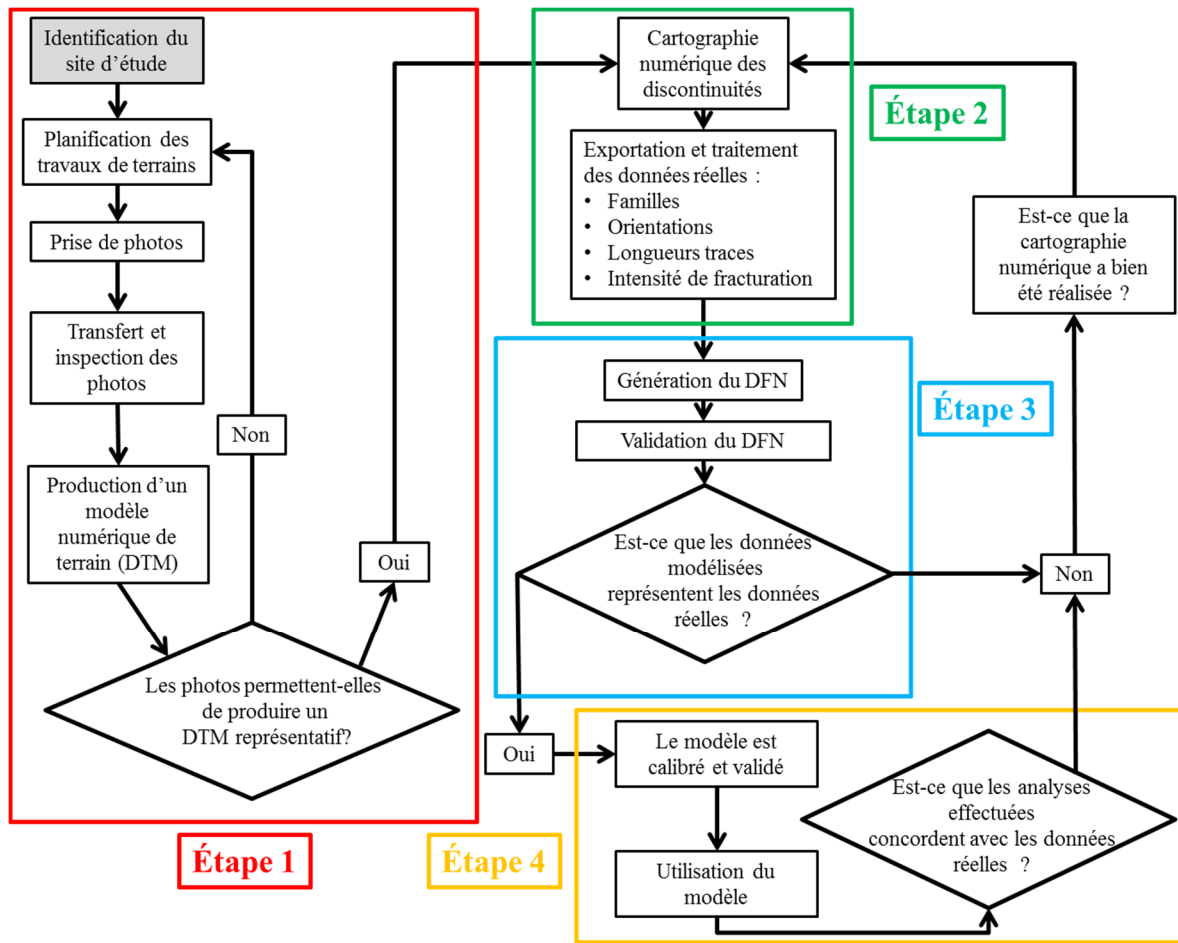 Identification du
site d’étude
Planification des
travaux de terrains
Prise de photos
Transfert et
inspection des
photos
Non
Production d’un
modèle
numérique de
terrain (DTM)
Oui
Les photos permettent-elles
de produire un
DTM représentatif?
Étape 1
Cartographie
numérique des
discontinuités
Étape 2
Exportation et traitement
des données réelles :
• Familles
• Orientations
• Longueurs traces
• Intensité de fracturation
Est-ce que la
cartographie
numérique a bien
été réalisée ?
Génération du DFN
Étape 3
Validation du DFN
Est-ce que les données
modélisées
représentent les données
réelles ?
Non
Oui
Le modèle est
calibré et validé
Est-ce que les analyses
effectuées
concordent avec les données
réelles ?
Étape 4
Utilisation du
modèle